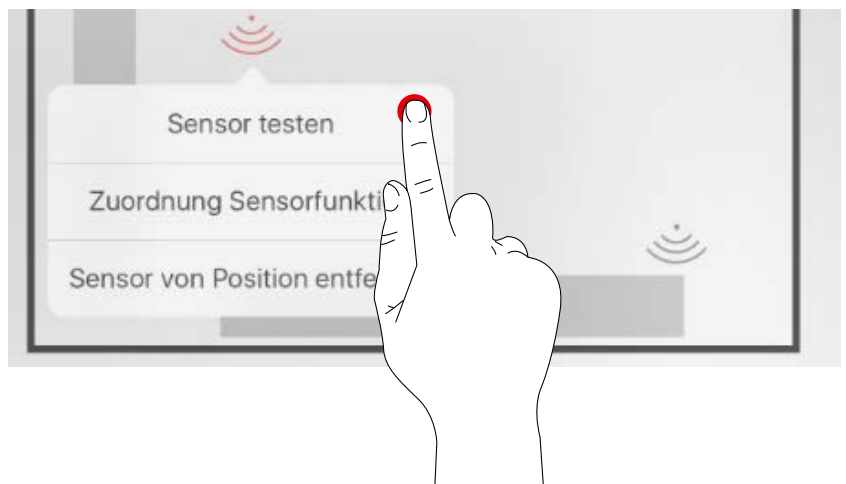 Sensor testen
Zuordnung Sensorfunkti
Sensor von Position entfe